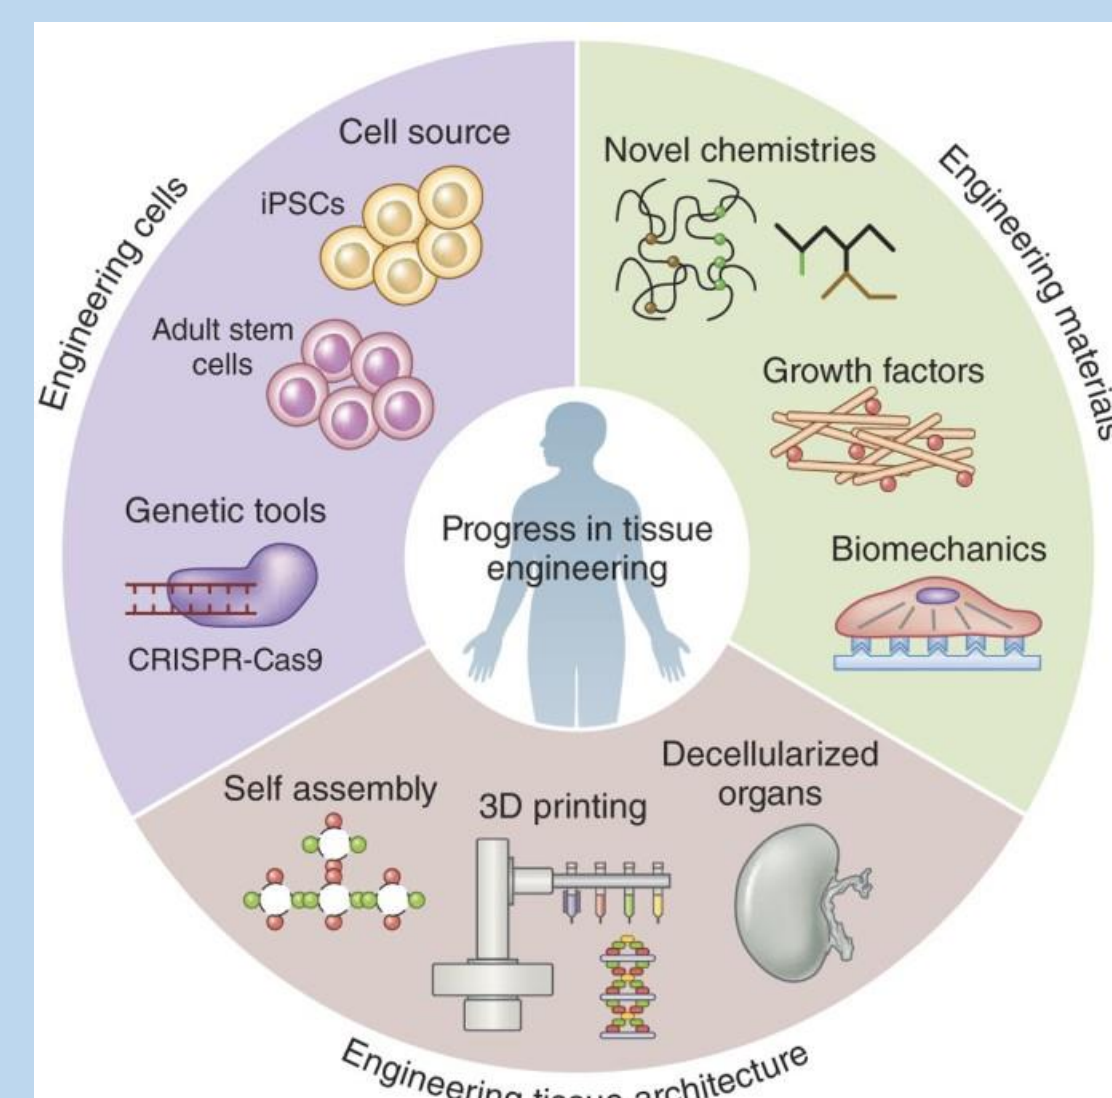 Engineering cells
Cell source
iPSCs
Adult stem
cells
Genetic tools
CRISPR-Cas9
Novel chemistries
Growth factors
Biomechanics
Engineering materials
Progress in tissue
engineering
Self assembly
3D printing
Decellularized
organs
Engineering tissue architecture